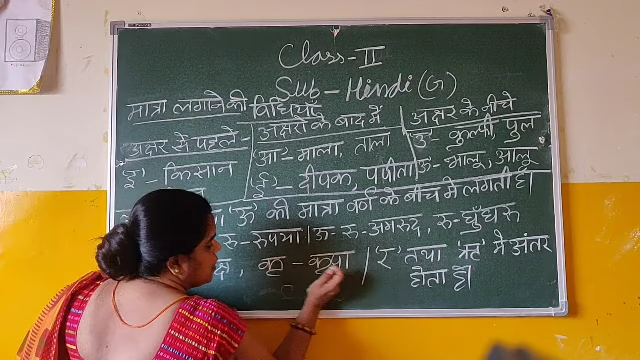 Class-II
Sub-Hindi(G)
मात्रा लगाने की विधियाँ
अक्षर से पहले - | अक्षरों के बाद में | अक्षर के नीचे
'इ'- किसान | 'आ'- माला, ताला | 'उ'- कुल्फी, पुल
'ई'- दीपक, पपीता | 'ऊ'- भालू, आलू
'ऊ' की मात्रा वर्ण के बीच में लगती है।
रु- रुपया | ऊ- रु- अमरुद, रु- घुँघरू
कृ - कृपा / 'र' तथा 'ऋ' में अंतर
होता है।